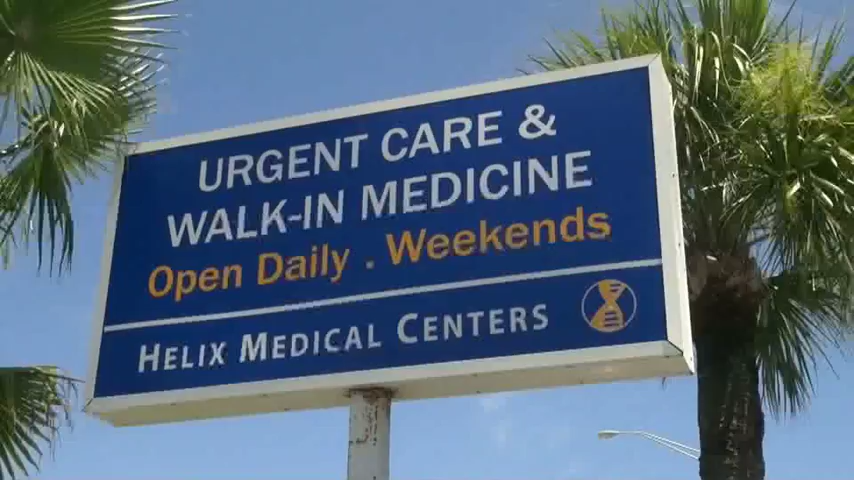 URGENT CARE &
WALK-IN MEDICINE
Open Daily . Weekends
HELIX MEDICAL CENTERS